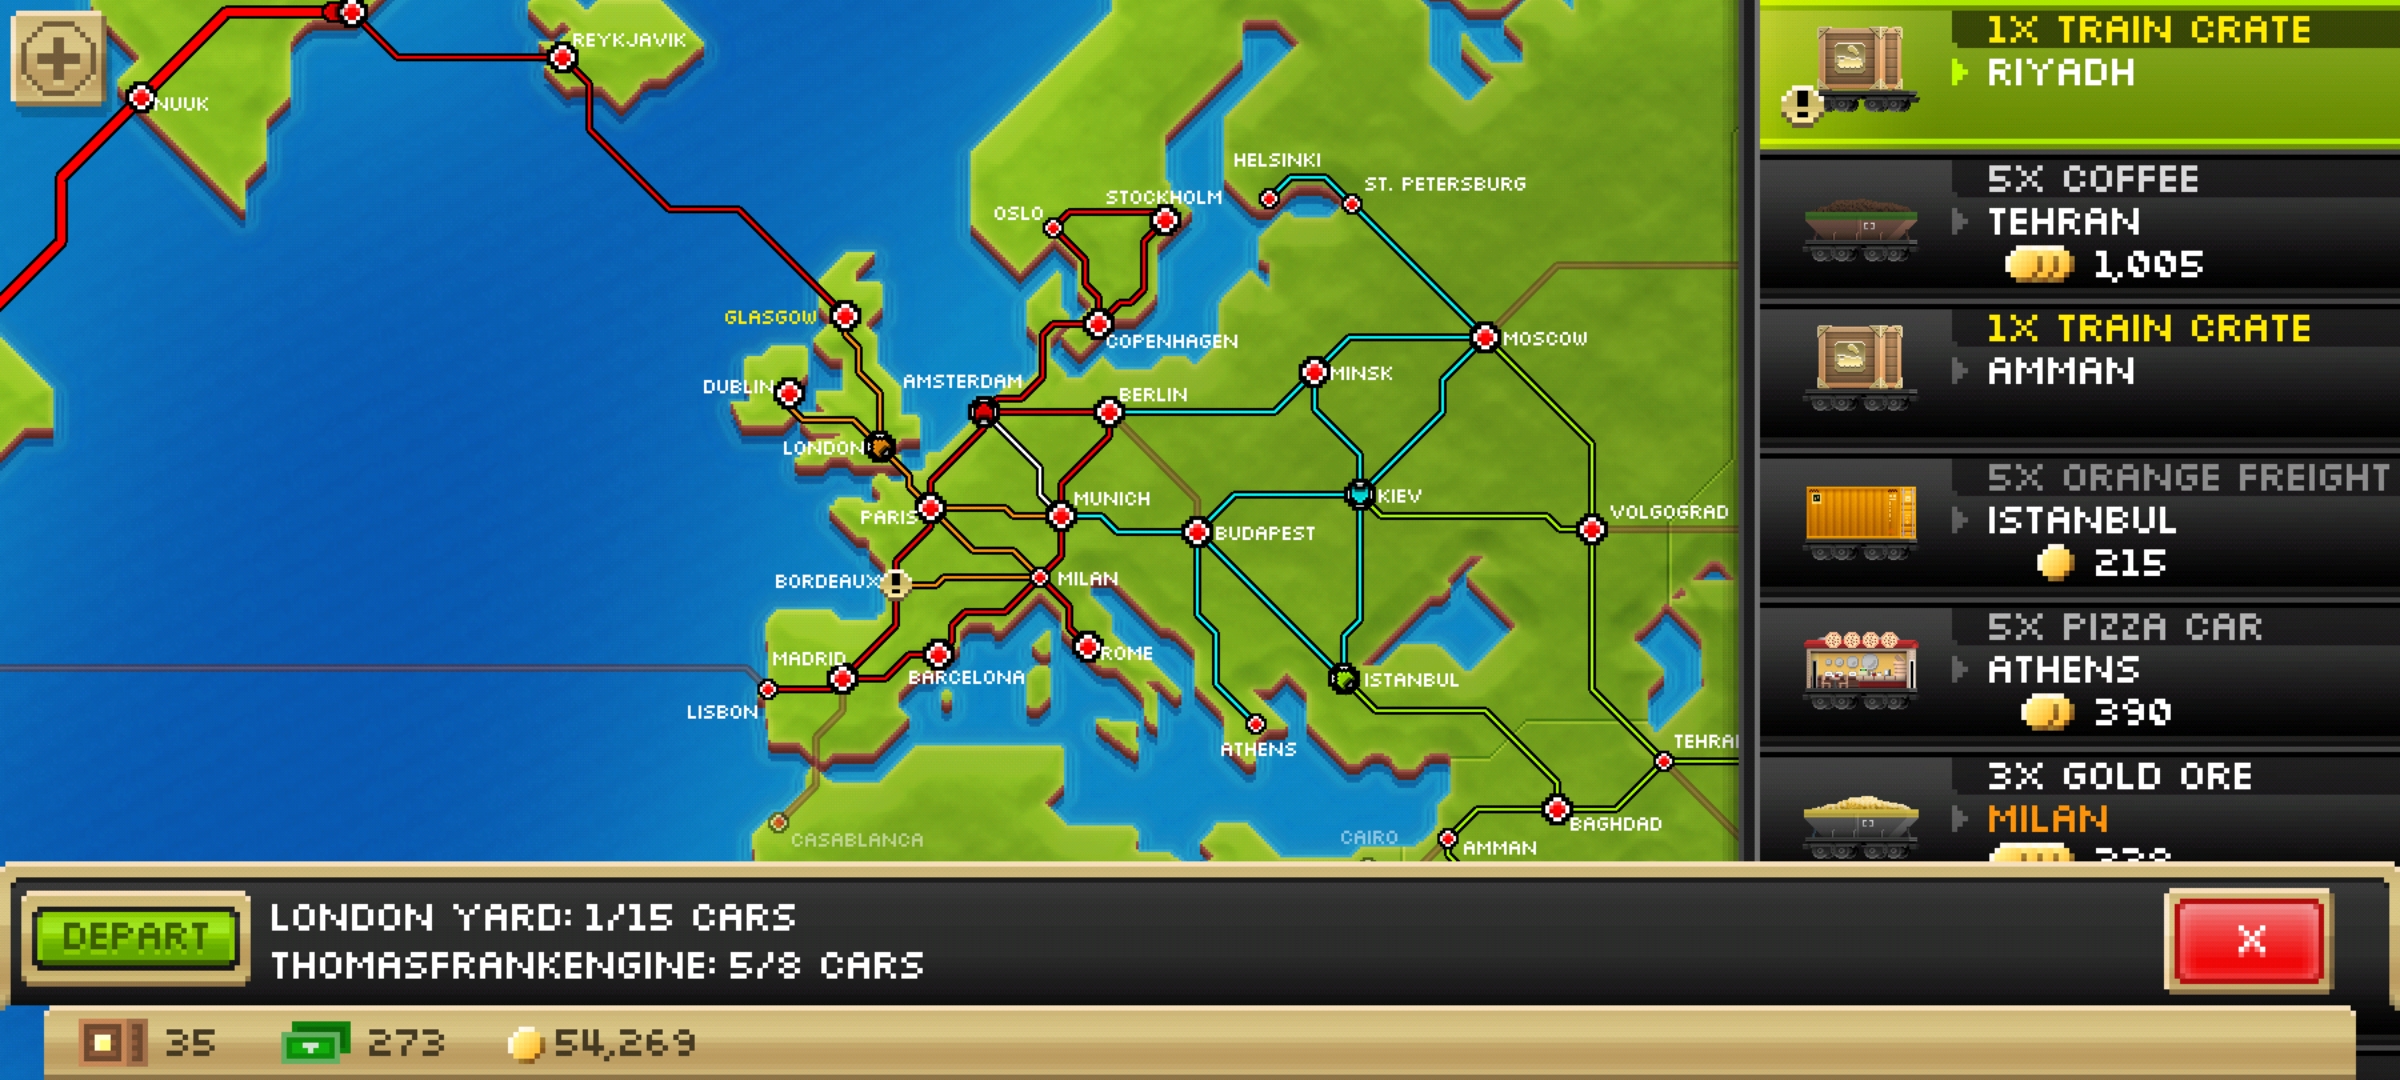 REYKJAVIK
NUUK
HELSINKI
ST. PETERSBURG
STOCKHOLM
OSLO
GLASGOW
COPENHAGEN
MOSCOW
DUBLIN
AMSTERDAM
BERLIN
MINSK
LONDON
PARIS
MUNICH
KIEV
BUDAPEST
VOLGOGRAD
BORDEAUX
MILAN
MADRID
ROME
BARCELONA
ISTANBUL
LISBON
ATHENS
TEHRA
CASABLANCA
CAIRO
AMMAN
BAGHDAD
1X TRAIN CRATE
RIYADH
5X COFFEE
TEHRAN
1,005
1X TRAIN CRATE
AMMAN
5X ORANGE FREIGHT
ISTANBUL
215
5X PIZZA CAR
ATHENS
390
3X GOLD ORE
MILAN
DEPART
LONDON YARD: 1/15 CARS
THOMASFRANKENGINE: 5/8 CARS
X
35
273
54,269